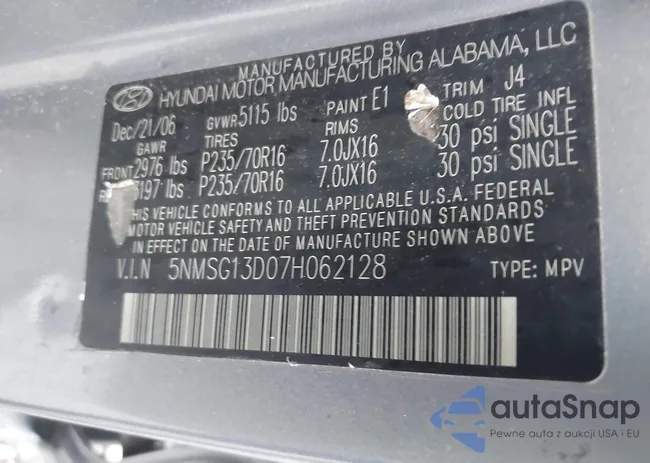 MANUFACTURED BY
HYUNDAI MOTOR MANUFACTURING ALABAMA, LLC
Dec/21/06 GVWR 5115 lbs PAINT E1 TRIM J4
GAWR TIRES RIMS COLD TIRE INFL
FRONT 2976 lbs P235/70R16 7.0JX16 30 psi SINGLE
197 lbs P235/70R16 7.0JX16 30 psi SINGLE
THIS VEHICLE CONFORMS TO ALL APPLICABLE U.S.A. FEDERAL
MOTOR VEHICLE SAFETY AND THEFT PREVENTION STANDARDS
IN EFFECT ON THE DATE OF MANUFACTURE SHOWN ABOVE
V.I.N 5NMSG13D07H062128 TYPE: MPV
autaSnap
Pewne auta z aukcji USA i EU